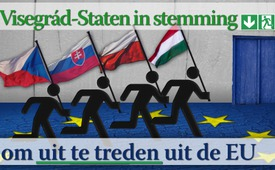 Visegrád-Staten in stemming
om uit te treden uit de EU